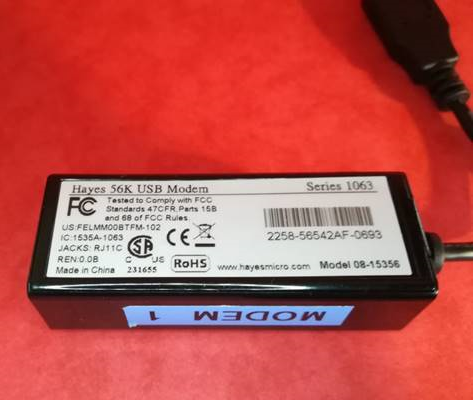 Hayes 56K USB Modem
Series 1063
FC
Tested to Comply with FCC
Standards 47CFR Parts 15B
and 68 of FCC Rules
US:FELMM00BTFM-102
IC:1535A-1063
JACKS: RJ11C
REN:0.0B
Made in China
C US
231655
CE
RoHS
2258-56542AF-0693
www.hayesmicro.com
Model 08-15356
MODEM 1